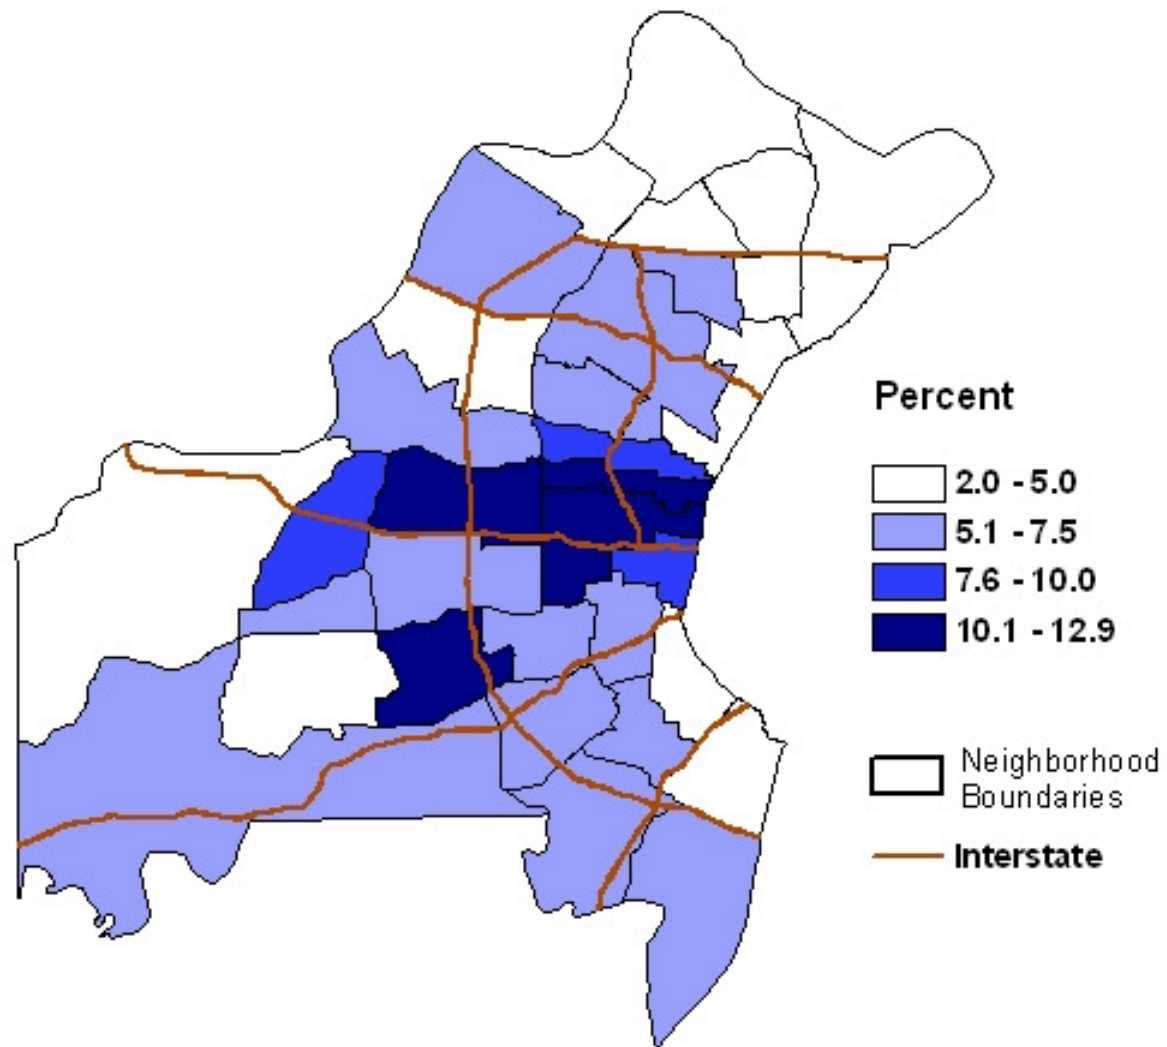 Percent
2.0 - 5.0
5.1 - 7.5
7.6 - 10.0
10.1 - 12.9
Neighborhood
Boundaries
Interstate